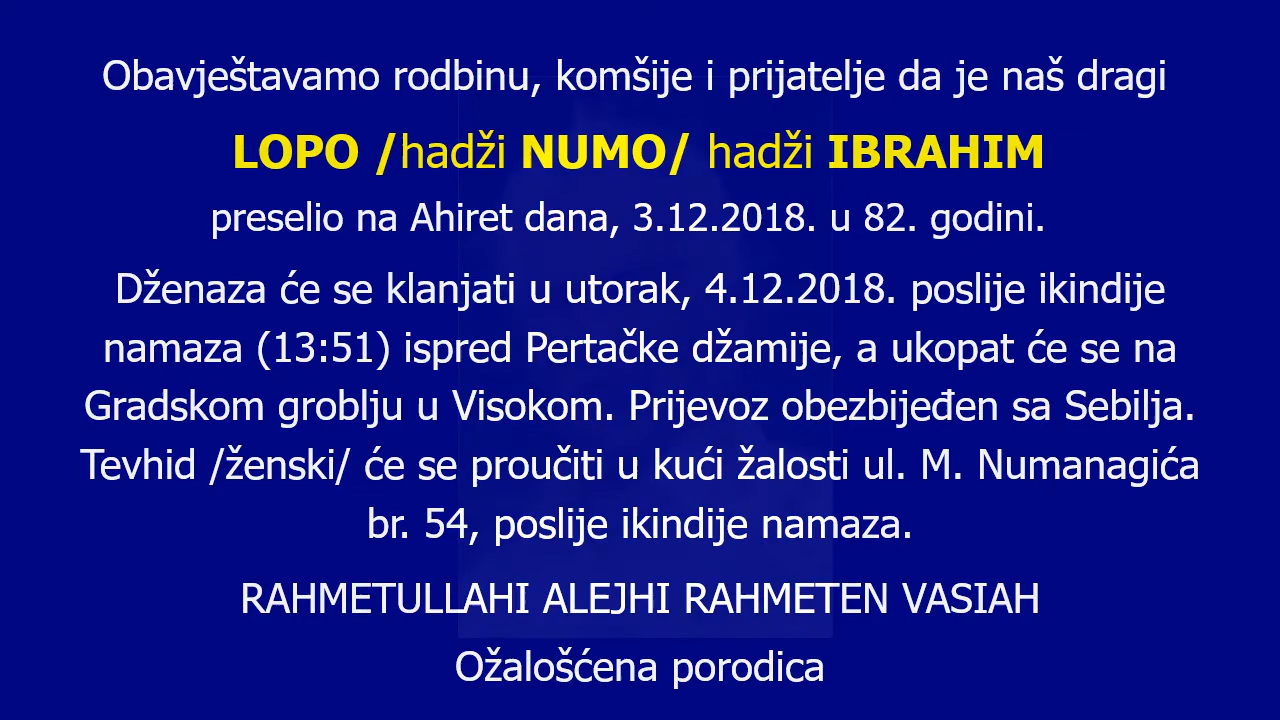 Obavještavamo rodbinu, komšije i prijatelje da je naš dragi
LOPO /hadži NUMO/ hadži IBRAHIM
preselio na Ahiret dana, 3.12.2018. u 82. godini.
Dženaza će se klanjati u utorak, 4.12.2018. poslije ikindije
namaza (13:51) ispred Pertačke džamije, a ukopat će se na
Gradskom groblju u Visokom. Prijevoz obezbijeđen sa Sebilja.
Tevhid /ženski/ će se proučiti u kući žalosti ul. M. Numanagića
br. 54, poslije ikindije namaza.
RAHMETULLAHI ALEJHI RAHMETEN VASIAH
Ožalošćena porodica